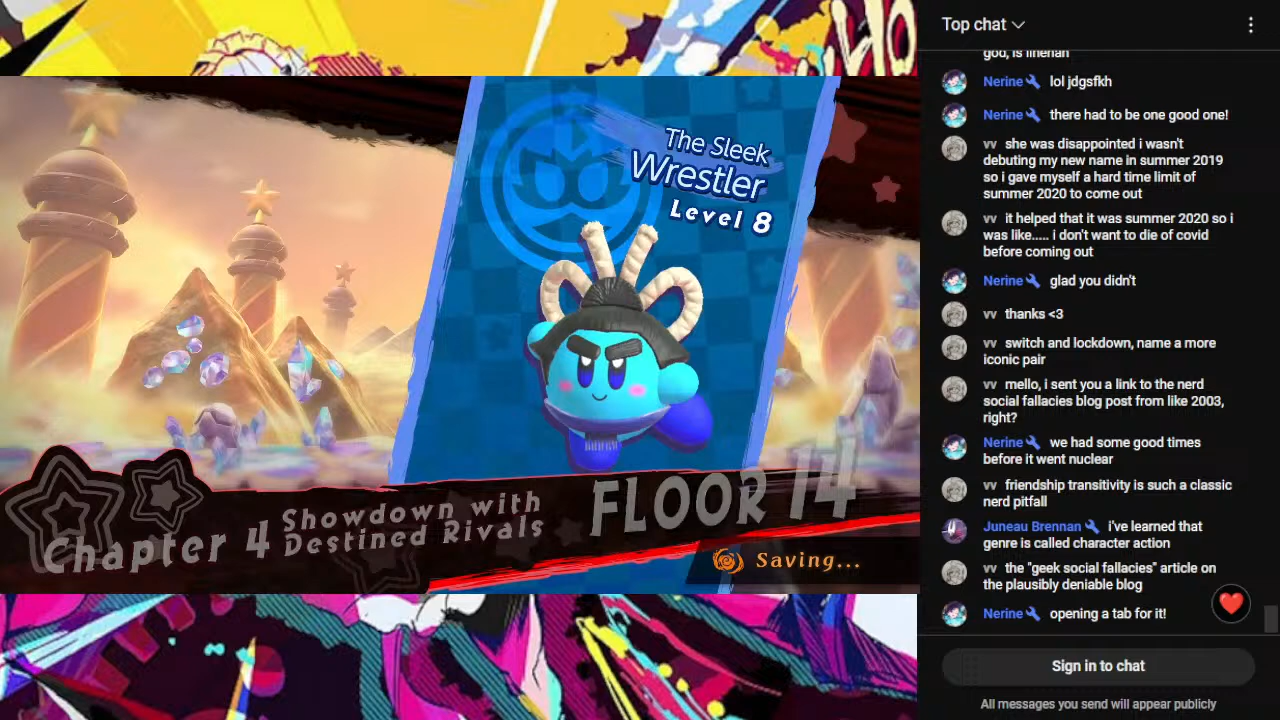 HO
The Sleek
Wrestler
Level 8
Chapter 4
Showdown with
Destined Rivals
FLOOR 14
Saving...
Top chat
god, is linehan
Nerine lol jdgsfkh
Nerine there had to be one good one!
vv she was disappointed i wasn't
debuting my new name in summer 2019
so i gave myself a hard time limit of
summer 2020 to come out
vv it helped that it was summer 2020 so i
was like..... i don't want to die of covid
before coming out
Nerine glad you didn't
vv thanks <3
vv switch and lockdown, name a more
iconic pair
vv mello, i sent you a link to the nerd
social fallacies blog post from like 2003,
right?
Nerine we had some good times
before it went nuclear
vv friendship transitivity is such a classic
nerd pitfall
Juneau Brennan i've learned that
genre is called character action
vv the "geek social fallacies" article on
the plausibly deniable blog
Nerine opening a tab for it!
Sign in to chat
All messages you send will appear publicly